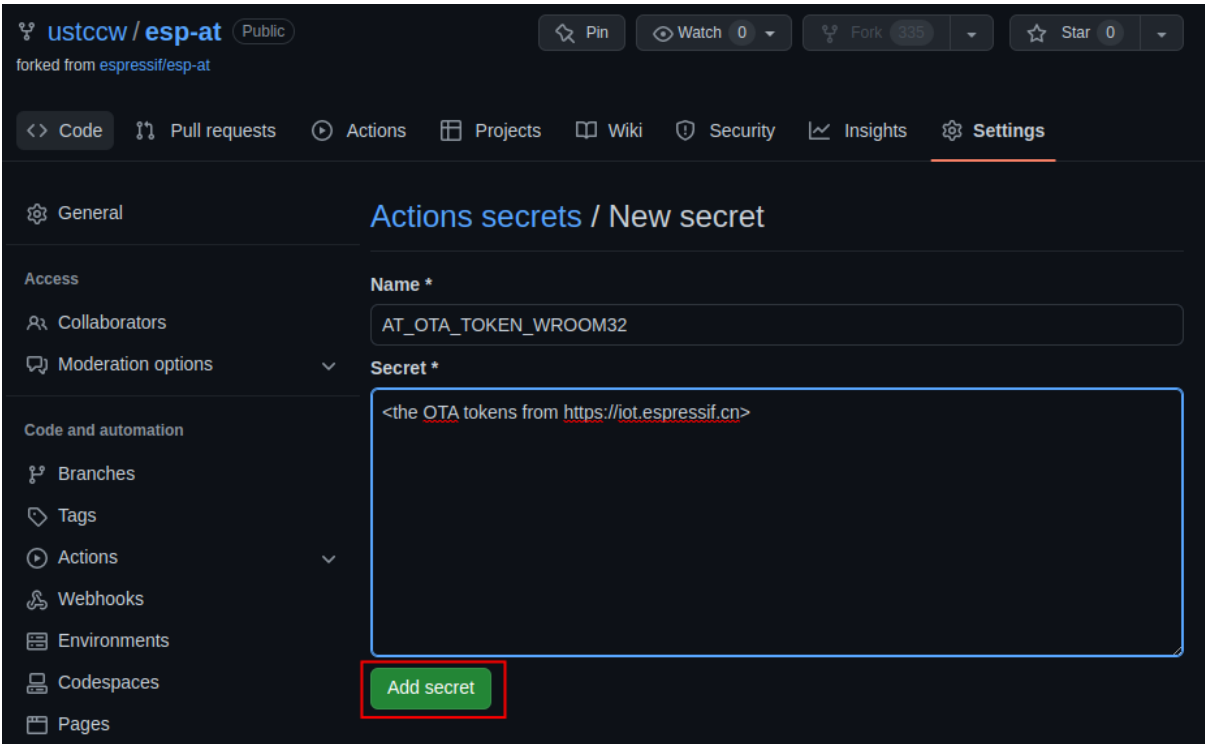 ustccw / esp-at Public
Pin
Watch 0
Fork 335
Star 0
forked from espressif/esp-at
Code
Pull requests
Actions
Projects
Wiki
Security
Insights
Settings
General
Access
Collaborators
Moderation options
Code and automation
Branches
Tags
Actions
Webhooks
Environments
Codespaces
Pages
Actions secrets / New secret
Name *
AT_OTA_TOKEN_WROOM32
Secret *
<the OTA tokens from https://iot.espressif.cn>
Add secret